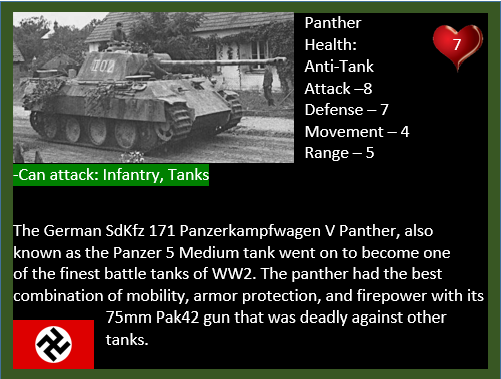 Panther
Health:
7
Anti-Tank
Attack –8
Defense – 7
Movement – 4
Range – 5
-Can attack: Infantry, Tanks
The German SdKfz 171 Panzerkampfwagen V Panther, also
known as the Panzer 5 Medium tank went on to become one
of the finest battle tanks of WW2. The panther had the best
combination of mobility, armor protection, and firepower with its
75mm Pak42 gun that was deadly against other
tanks.